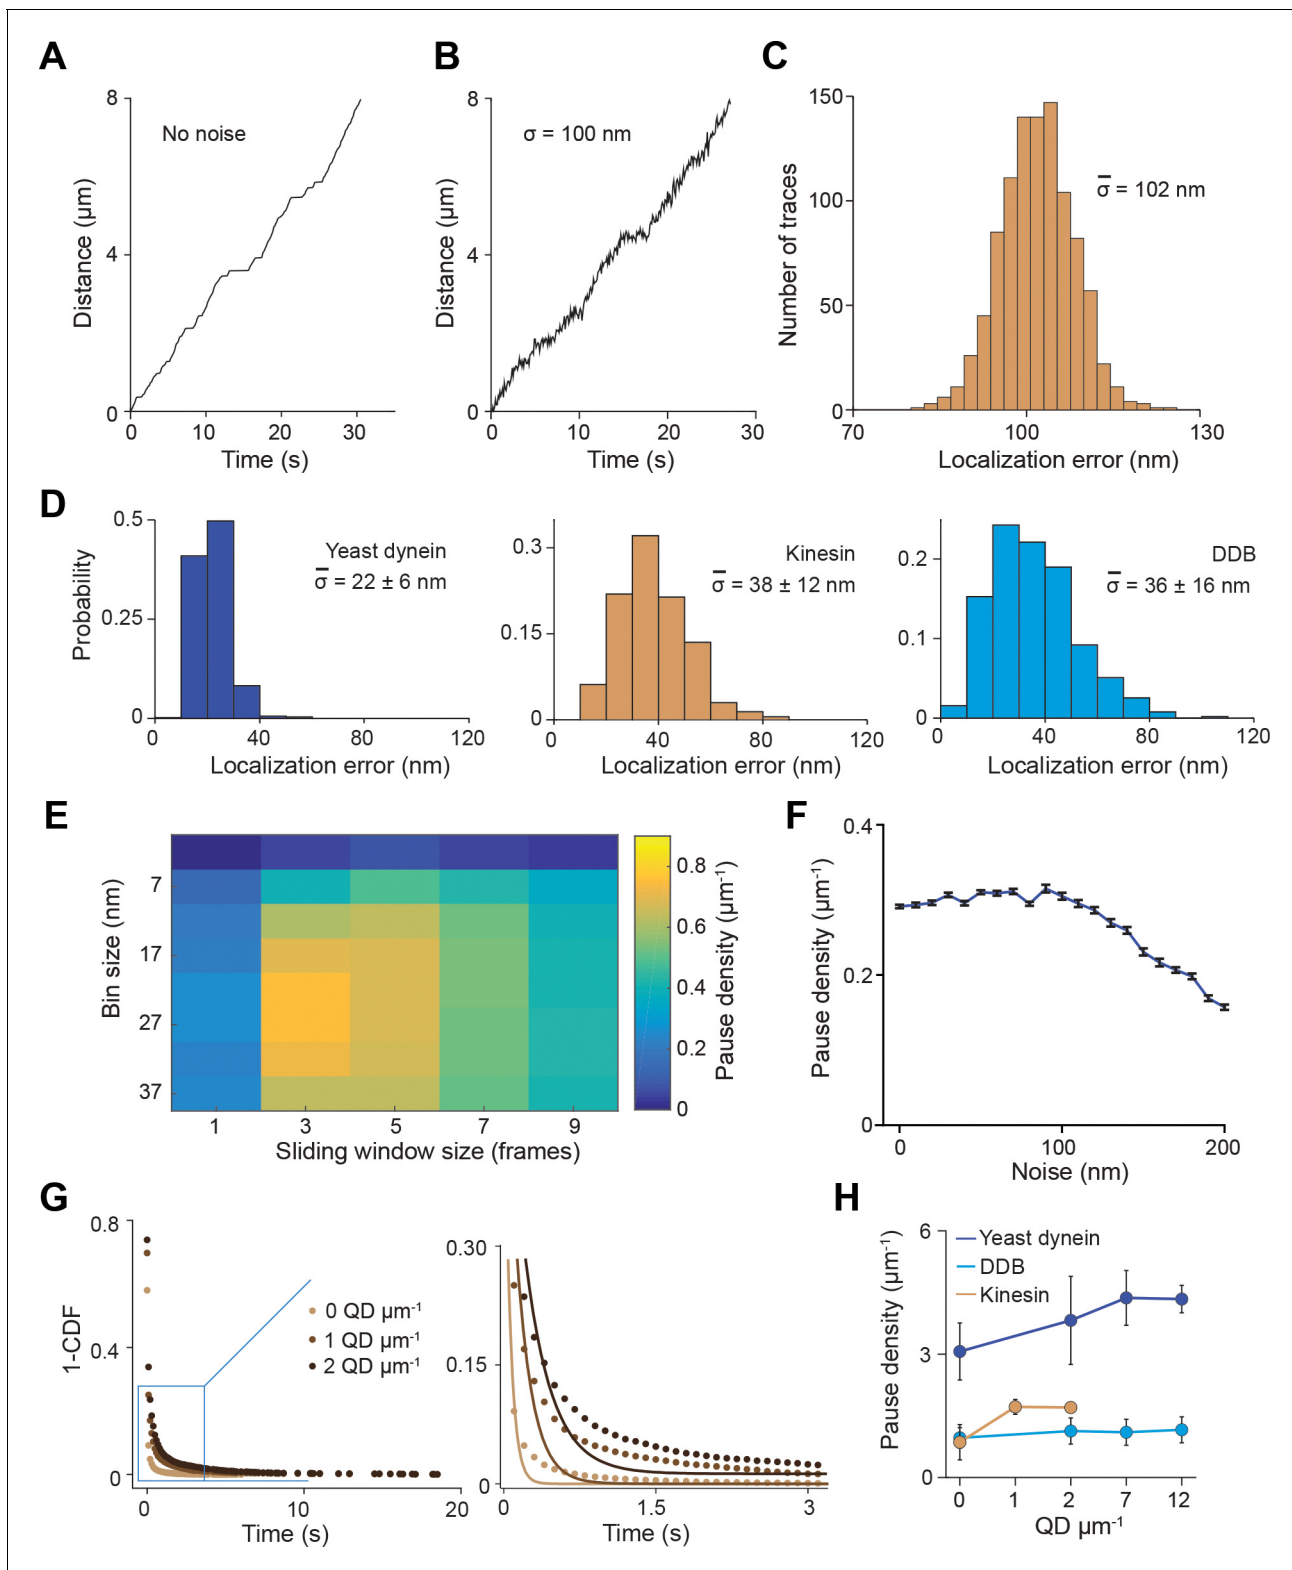 A
8
No noise
4
0
0
10
20
30
Distance (µm)
Time (s)
B
8
σ = 100 nm
4
0
0
10
20
30
Distance (µm)
Time (s)
C
150
σ̄ = 102 nm
100
50
0
70
100
130
Number of traces
Localization error (nm)
D
0.5
Yeast dynein
σ̄ = 22 ± 6 nm
0.25
0
0
40
80
120
Probability
Localization error (nm)
0.3
Kinesin
σ̄ = 38 ± 12 nm
0.15
0
0
40
80
120
Localization error (nm)
0.2
DDB
σ̄ = 36 ± 16 nm
0.1
0
0
40
80
120
Localization error (nm)
E
7
17
27
37
Bin size (nm)
1
3
5
7
9
Sliding window size (frames)
0.8
0.6
0.4
0.2
0
Pause density (µm⁻¹)
F
0.4
0.2
0
0
100
200
Pause density (µm⁻¹)
Noise (nm)
G
0.8
0.4
0
0
10
20
1-CDF
Time (s)
0 QD µm⁻¹
1 QD µm⁻¹
2 QD µm⁻¹
0.30
0.15
0
0
1.5
3
Time (s)
H
6
3
0
Yeast dynein
DDB
Kinesin
0
1
2
7
12
Pause density (µm⁻¹)
QD µm⁻¹